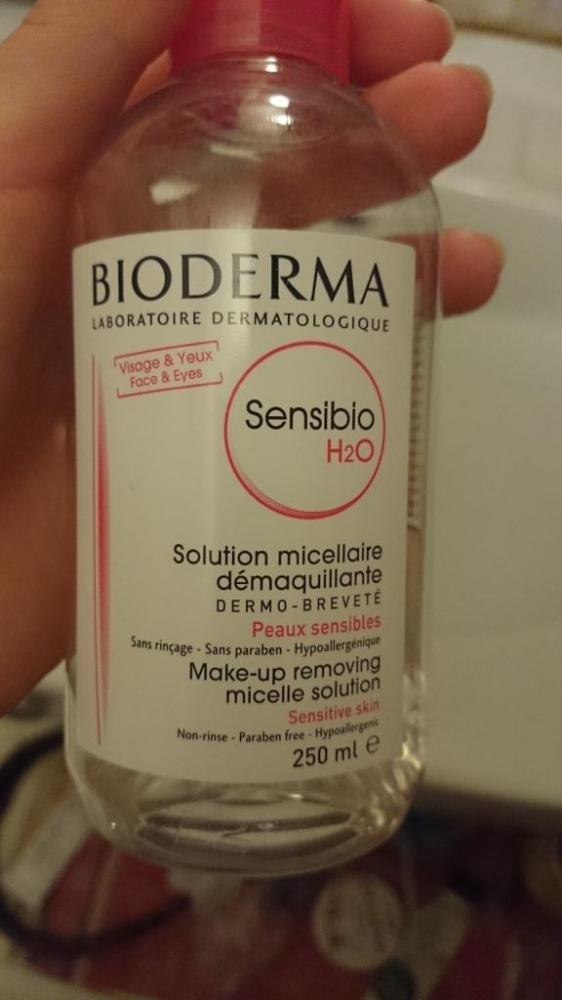 BIODERMA
LABORATOIRE DERMATOLOGIQUE
Visage & Yeux
Face & Eyes
Sensibio
H2O
Solution micellaire
démaquillante
DERMO-BREVETÉ
Peaux sensibles
Sans rinçage - Sans paraben - Hypoallergénique
Make-up removing
micelle solution
Sensitive skin
Non-rinse - Paraben free - Hypoallergenic
250 ml e